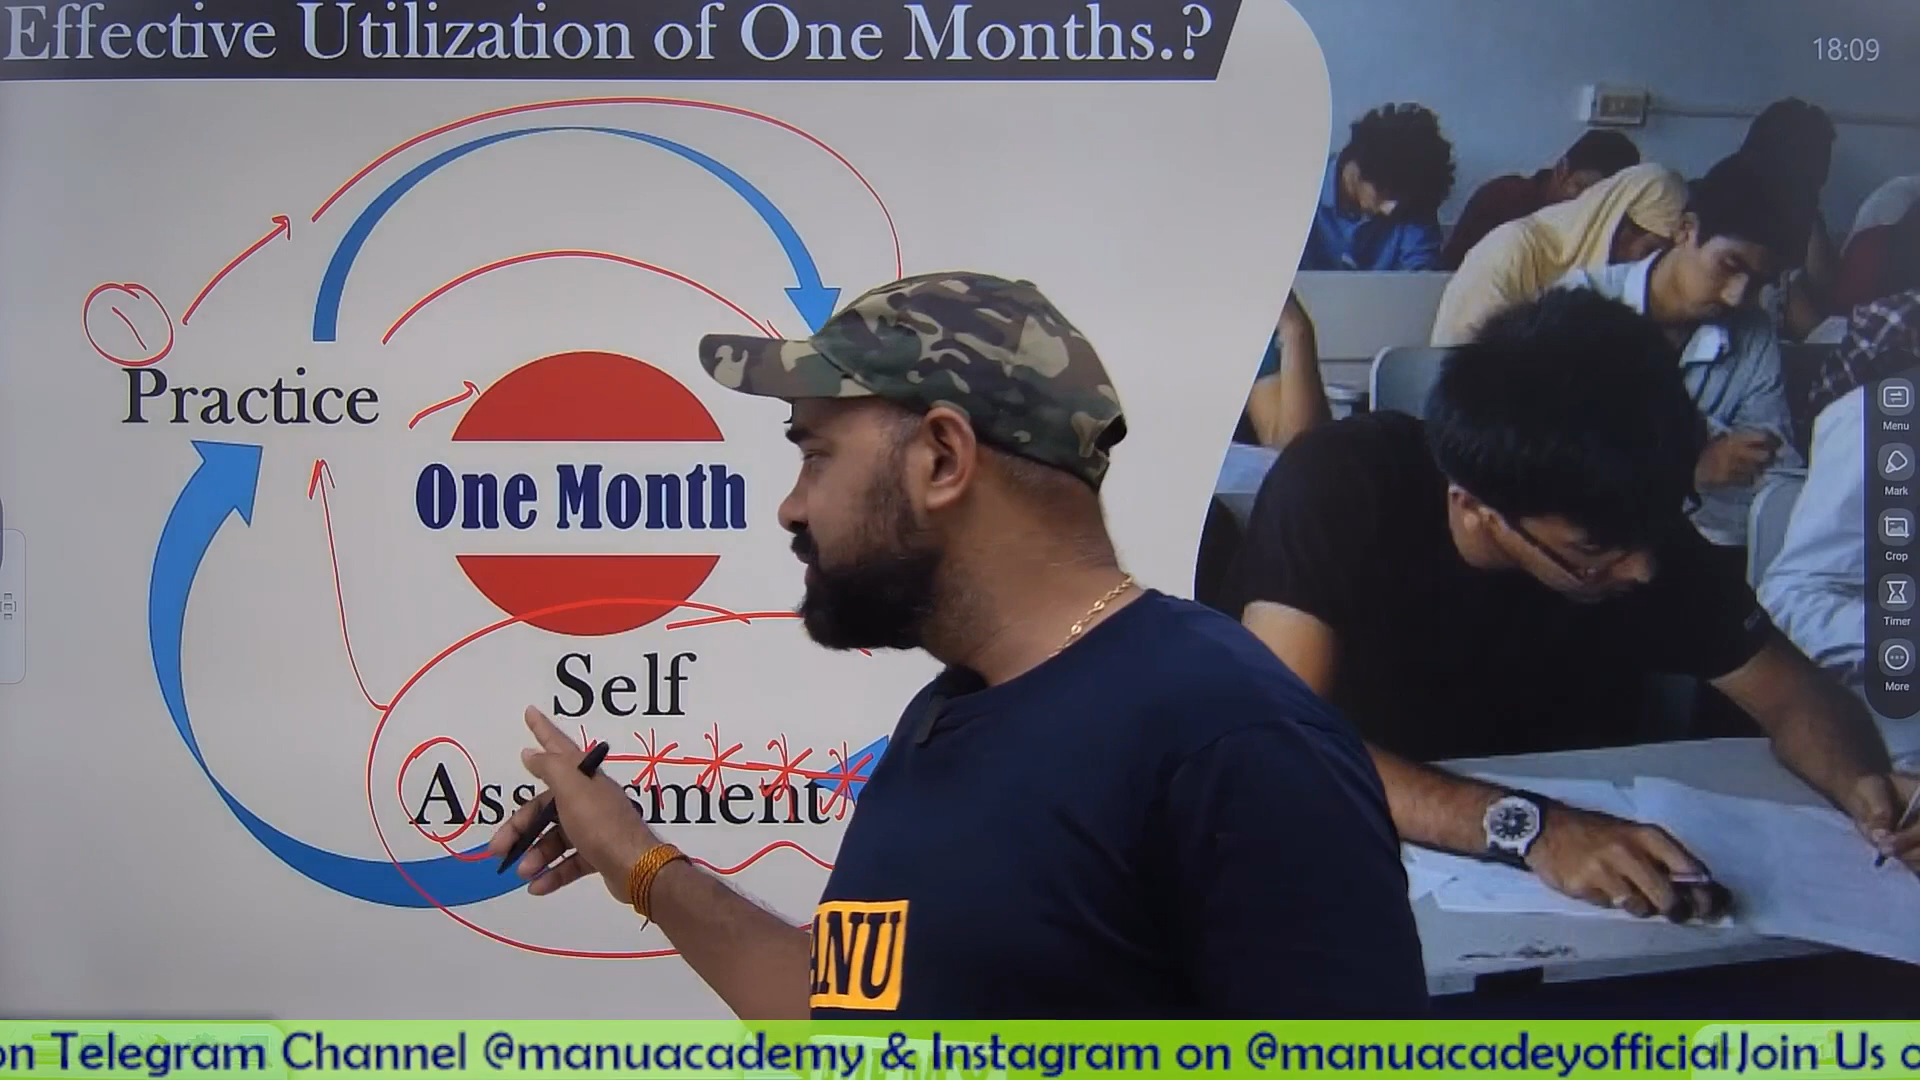 Effective Utilization of One Months.?
18:09
Practice
One Month
Self
Menu
Mark
Crop
Timer
More
ANU
on Telegram Channel @manuacademy & Instagram on @manuacadeyofficial Join Us o